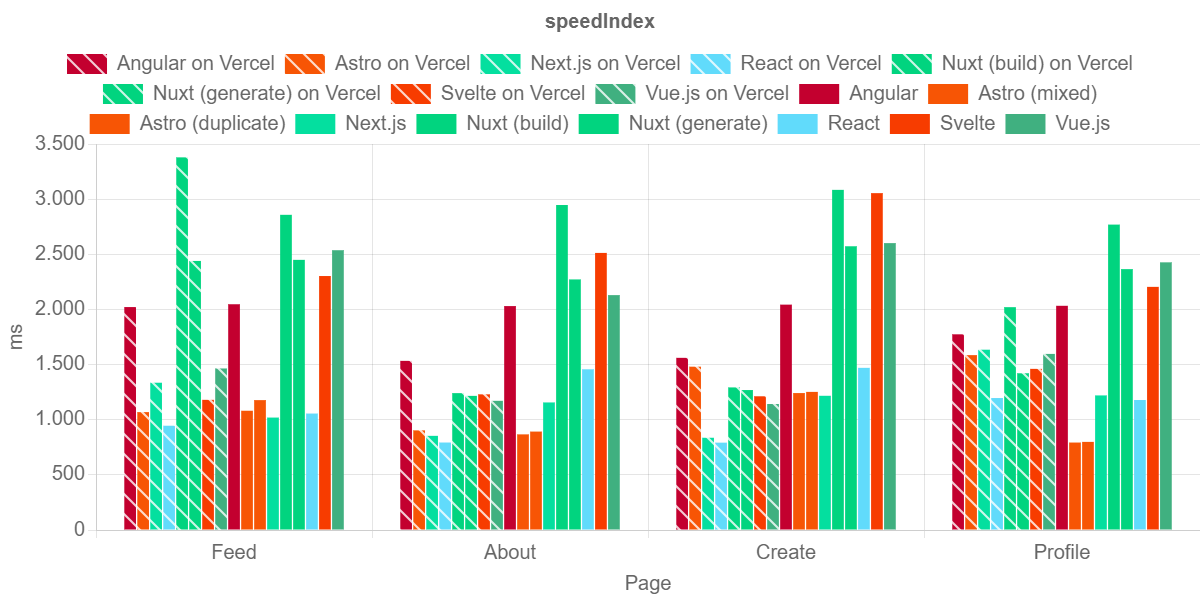 speedIndex
Angular on Vercel Astro on Vercel Next.js on Vercel React on Vercel Nuxt (build) on Vercel
Nuxt (generate) on Vercel Svelte on Vercel Vue.js on Vercel Angular Astro (mixed)
Astro (duplicate) Next.js Nuxt (build) Nuxt (generate) React Svelte Vue.js
3.500
3.000
2.500
2.000
1.500
1.000
500
0
ms
Feed About Create Profile
Page